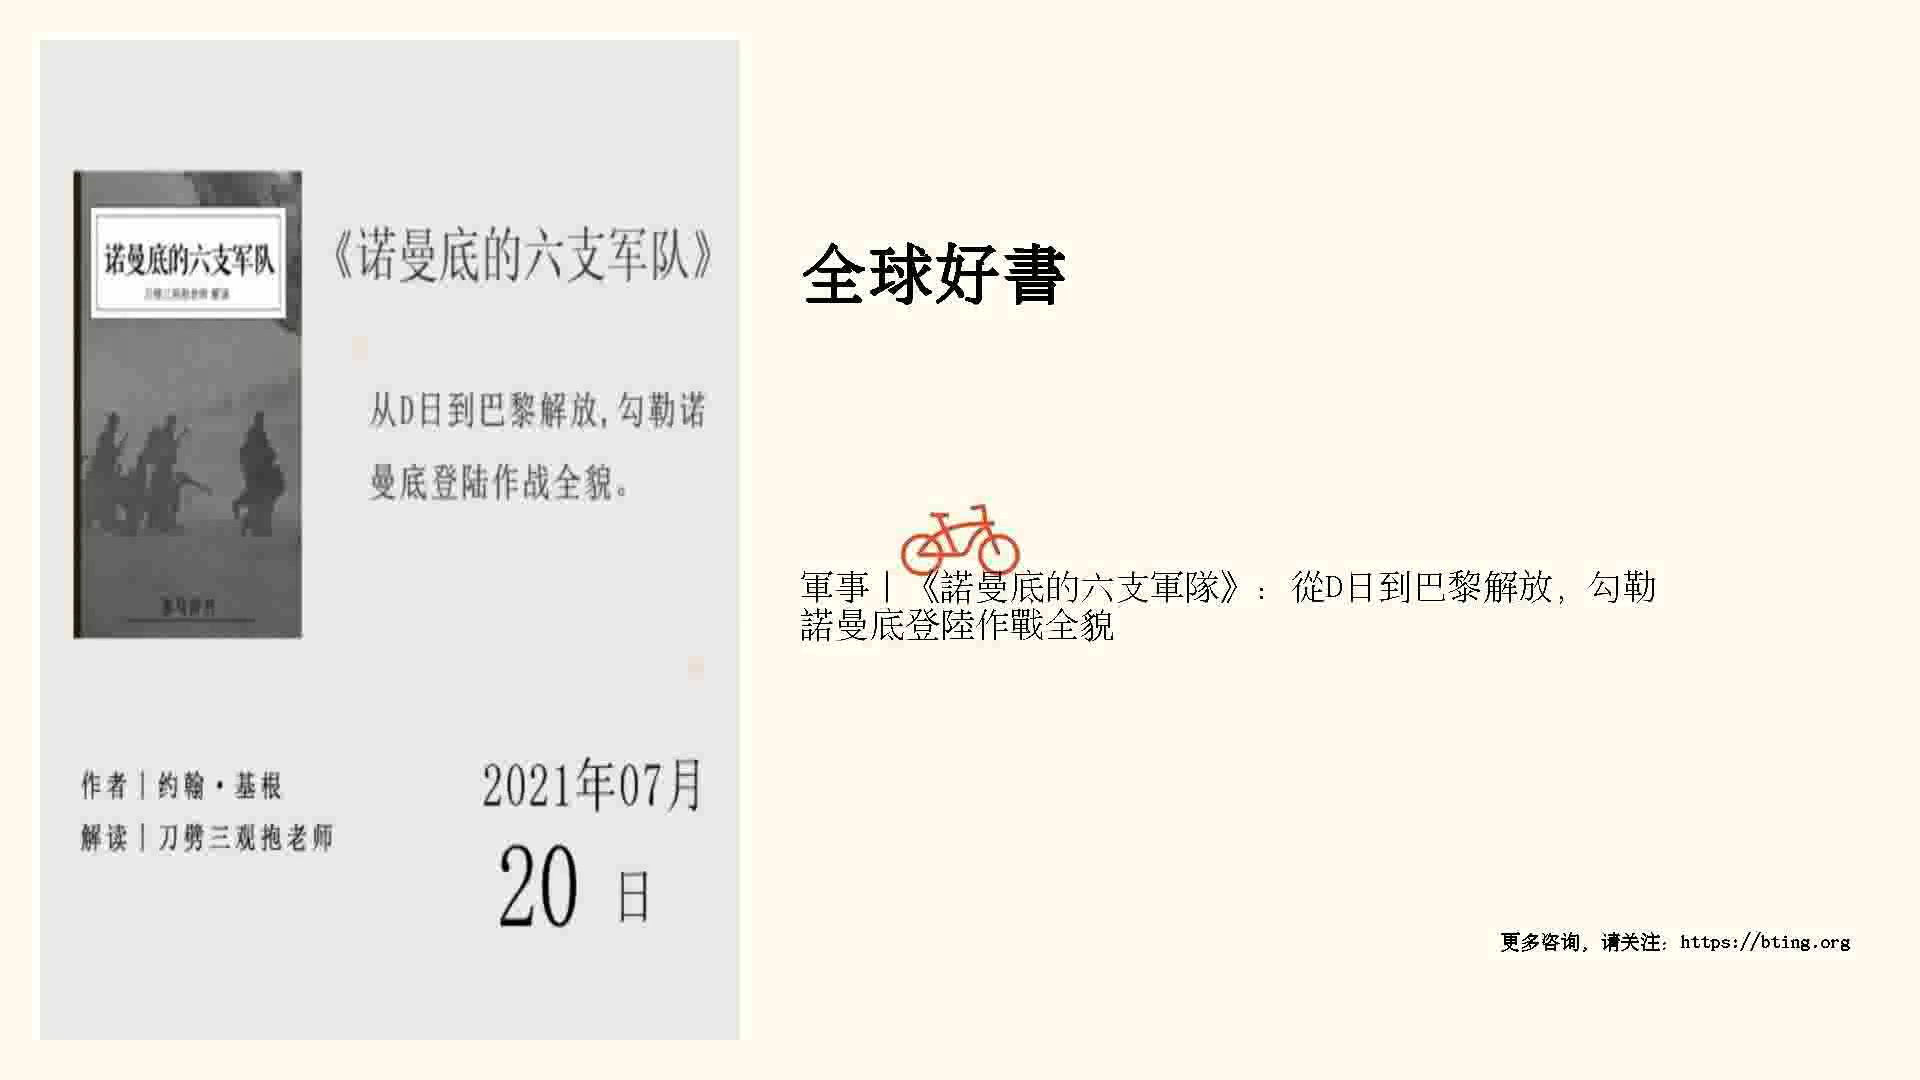 诺曼底的六支军队
《诺曼底的六支军队》
从D日到巴黎解放,勾勒诺
曼底登陆作战全貌。
作者|约翰·基根
解读|刀劈三观抱老师
2021年07月
20 日
全球好書
軍事|《諾曼底的六支軍隊》:從D日到巴黎解放,勾勒
諾曼底登陸作戰全貌
更多咨询,请关注:https://bting.org